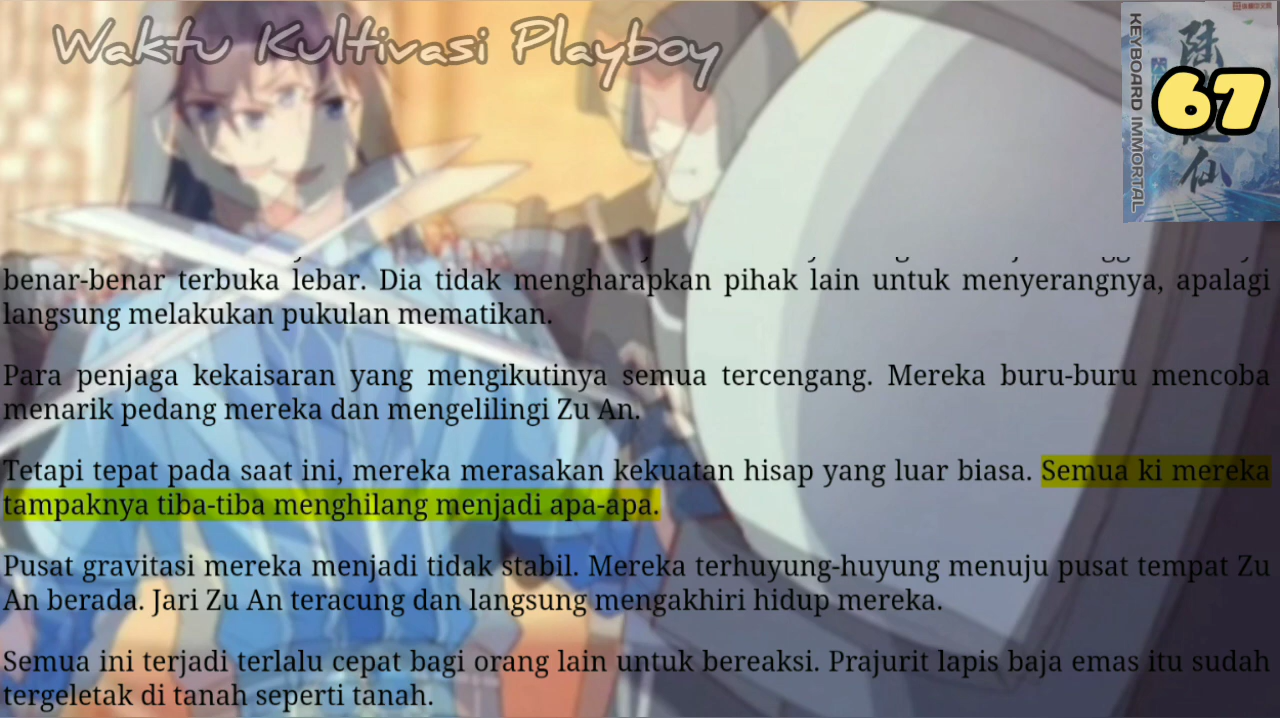 Waktu Kultivasi Playboy
67
KEYBOARD IMMORTAL
benar-benar terbuka lebar. Dia tidak mengharapkan pihak lain untuk menyerangnya, apalagi
langsung melakukan pukulan mematikan.
Para penjaga kekaisaran yang mengikutinya semua tercengang. Mereka buru-buru mencoba
menarik pedang mereka dan mengelilingi Zu An.
Tetapi tepat pada saat ini, mereka merasakan kekuatan hisap yang luar biasa. Semua ki mereka
tampaknya tiba-tiba menghilang menjadi apa-apa.
Pusat gravitasi mereka menjadi tidak stabil. Mereka terhuyung-huyung menuju pusat tempat Zu
An berada. Jari Zu An teracung dan langsung mengakhiri hidup mereka.
Semua ini terjadi terlalu cepat bagi orang lain untuk bereaksi. Prajurit lapis baja emas itu sudah
tergeletak di tanah seperti tanah.